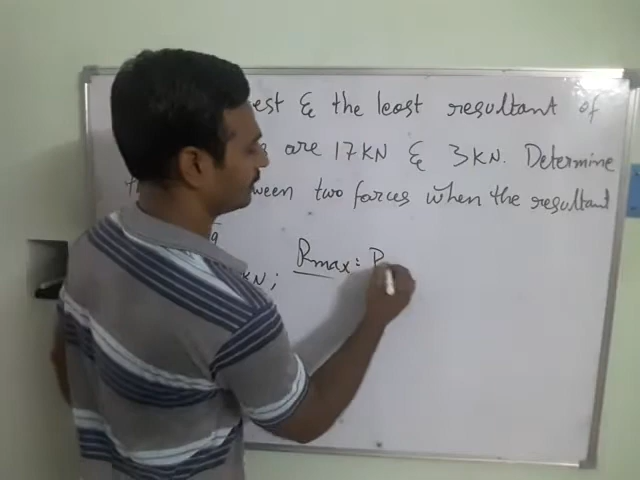 est & the least resultant of
are 17KN & 3KN. Determine
ween two forces when the resultant
KN; Rmax = P